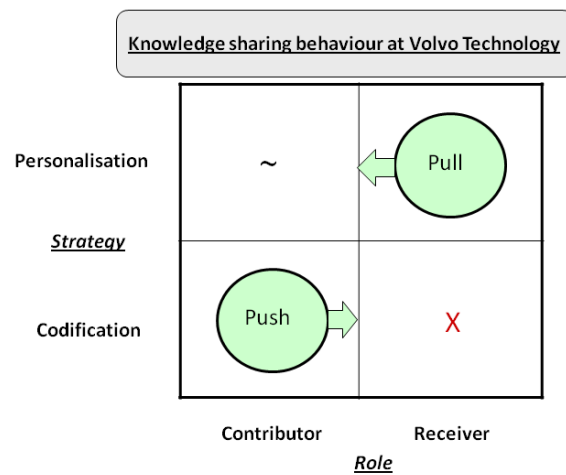 Knowledge sharing behaviour at Volvo Technology
Personalisation
~
Pull
Strategy
Codification
Push
X
Contributor
Receiver
Role